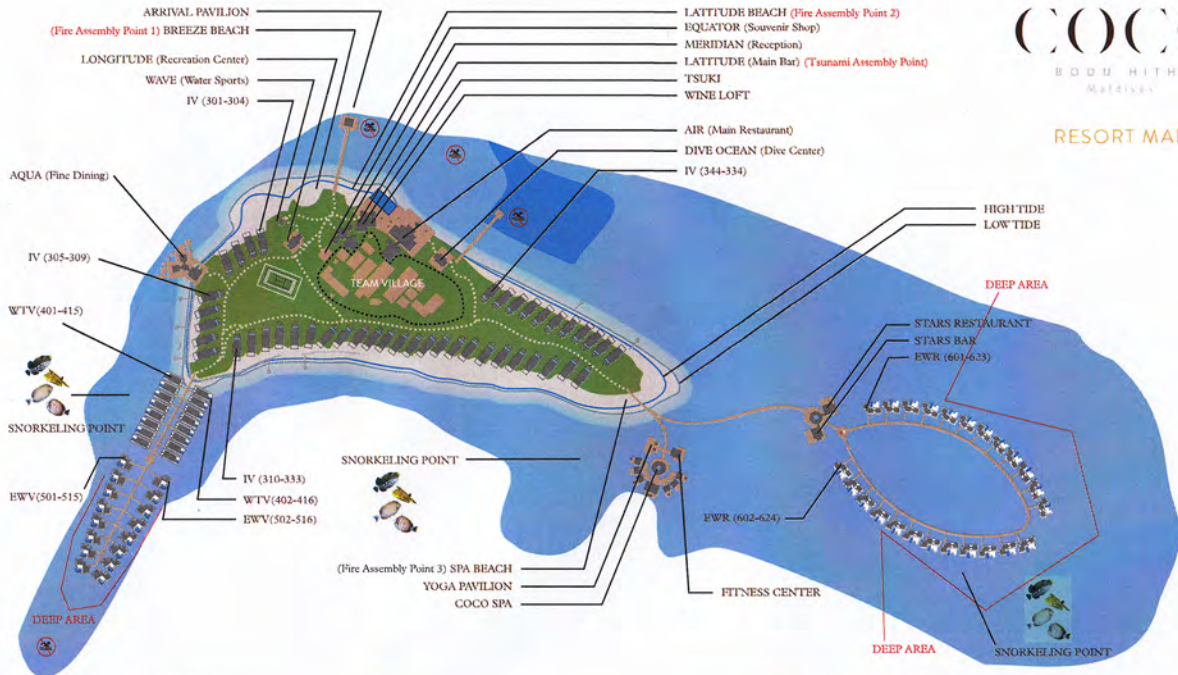 ARRIVAL PAVILION
(Fire Assembly Point 1) BREEZE BEACH
LONGITUDE (Recreation Center)
WAVE (Water Sports)
IV (301-304)
AQUA (Fine Dining)
IV (305-309)
WTV(401-415)
SNORKELING POINT
EWV(501-515)
DEEP AREA
LATITUDE BEACH (Fire Assembly Point 2)
EQUATOR (Souvenir Shop)
MERIDIAN (Reception)
LATITUDE (Main Bar) (Tsunami Assembly Point)
TSUKI
WINE LOFT
AIR (Main Restaurant)
DIVE OCEAN (Dive Center)
IV (344-334)
COC
BODU HITH
Maldives
RESORT MA
HIGH TIDE
LOW TIDE
DEEP AREA
TEAM VILLAGE
STARS RESTAURANT
STARS BAR
EWR (601-623)
SNORKELING POINT
IV (310-333)
WTV(402-416)
EWV(502-516)
EWR (602-624)
(Fire Assembly Point 3) SPA BEACH
YOGA PAVILION
COCO SPA
FITNESS CENTER
DEEP AREA
SNORKELING POINT